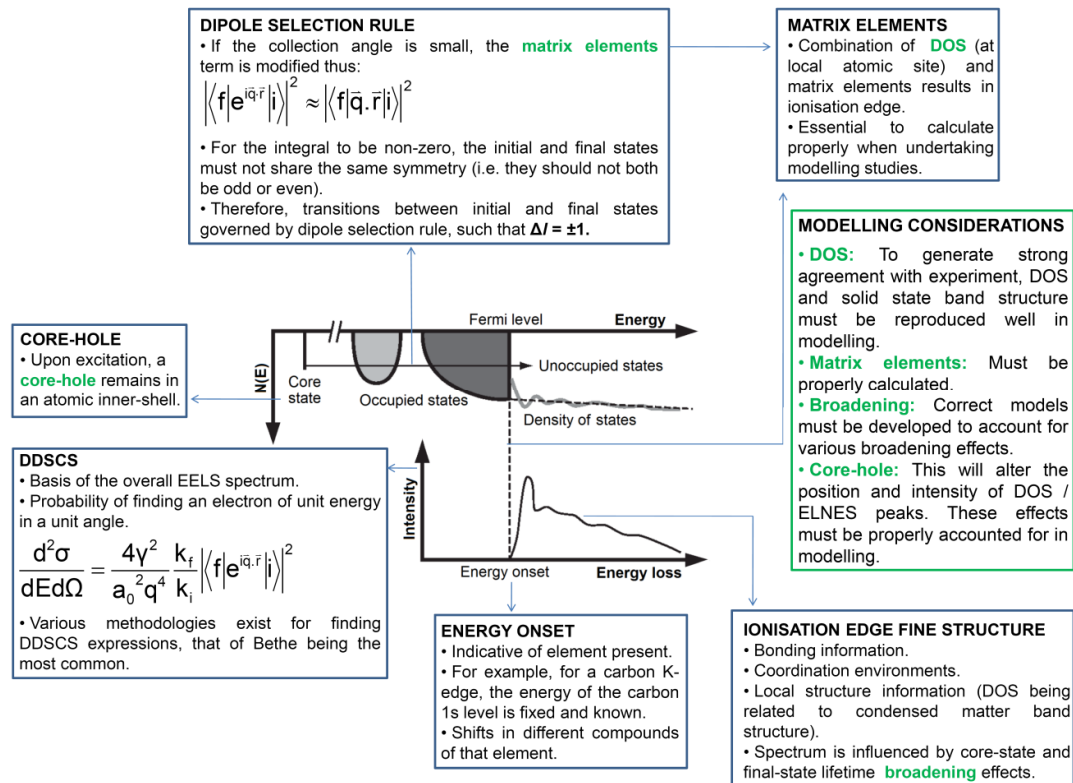 DIPOLE SELECTION RULE
• If the collection angle is small, the matrix elements
term is modified thus:
|⟨f|e^{iq⃗.r⃗}|i⟩|² ≈ |⟨f|q⃗.r⃗|i⟩|²
• For the integral to be non-zero, the initial and final states
must not share the same symmetry (i.e. they should not both
be odd or even).
• Therefore, transitions between initial and final states
governed by dipole selection rule, such that Δl = ±1.
MATRIX ELEMENTS
• Combination of DOS (at
local atomic site) and
matrix elements results in
ionisation edge.
• Essential to calculate
properly when undertaking
modelling studies.
MODELLING CONSIDERATIONS
• DOS: To generate strong
agreement with experiment, DOS
and solid state band structure
must be reproduced well in
modelling.
• Matrix elements: Must be
properly calculated.
• Broadening: Correct models
must be developed to account for
various broadening effects.
• Core-hole: This will alter the
position and intensity of DOS /
ELNES peaks. These effects
must be properly accounted for in
modelling.
CORE-HOLE
• Upon excitation, a
core-hole remains in
an atomic inner-shell.
Fermi level
Energy
N(E)
Core
state
Occupied states
Unoccupied states
Density of states
Intensity
Energy onset
Energy loss
DDSCS
• Basis of the overall EELS spectrum.
• Probability of finding an electron of unit energy
in a unit angle.
d²σ/dEdΩ = 4γ²/a₀²q⁴ k_f/k_i |⟨f|e^{iq⃗.r⃗}|i⟩|²
• Various methodologies exist for finding
DDSCS expressions, that of Bethe being the
most common.
ENERGY ONSET
• Indicative of element present.
• For example, for a carbon K-
edge, the energy of the carbon
1s level is fixed and known.
• Shifts in different compounds
of that element.
IONISATION EDGE FINE STRUCTURE
• Bonding information.
• Coordination environments.
• Local structure information (DOS being
related to condensed matter band
structure).
• Spectrum is influenced by core-state and
final-state lifetime broadening effects.